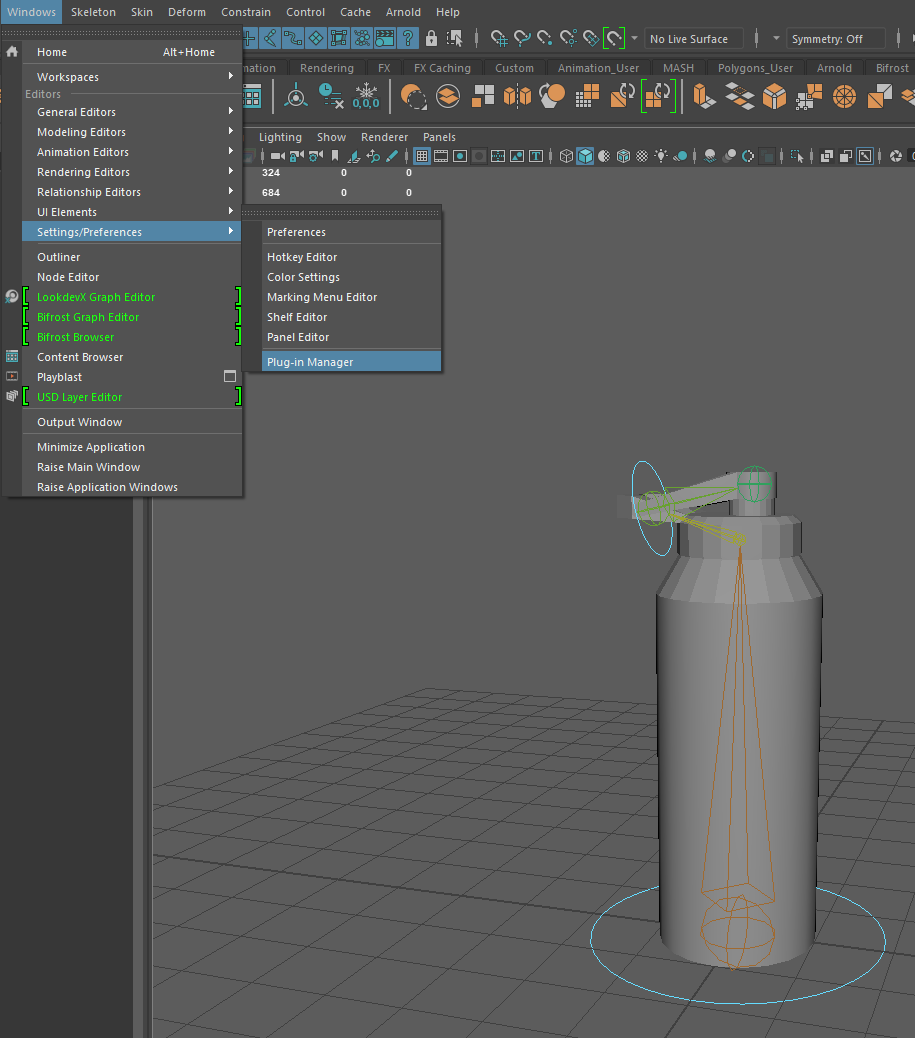 Windows Skeleton Skin Deform Constrain Control Cache Arnold Help
No Live Surface Symmetry: Off
Rendering FX FX Caching Custom Animation_User MASH Polygons_User Arnold Bifrost
0,0,0
Lighting Show Renderer Panels
324 0 0
684 0 0
Home Alt+Home
Workspaces
Editors
General Editors
Modeling Editors
Animation Editors
Rendering Editors
Relationship Editors
UI Elements
Settings/Preferences
Outliner
Node Editor
LookdevX Graph Editor
Bifrost Graph Editor
Bifrost Browser
Content Browser
Playblast
USD Layer Editor
Output Window
Minimize Application
Raise Main Window
Raise Application Windows
Preferences
Hotkey Editor
Color Settings
Marking Menu Editor
Shelf Editor
Panel Editor
Plug-in Manager